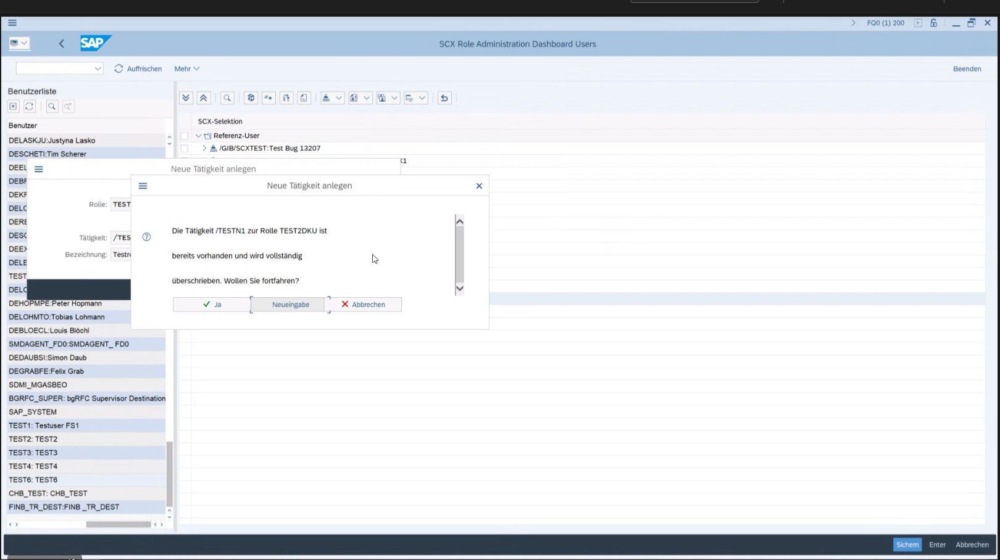 FQ0 (1) 200
SAP
SCX Role Administration Dashboard Users
Auffrischen
Mehr
Beenden
Benutzerliste
Benutzer
DELASKJU:Justyna Lasko
DESCHETI:Tim Scherer
DEEL
DEBF
DEKF
DELC
DERE
DESC
DEEX
DELE
TEST
DELC
DEHOPMPE:Peter Hopmann
DELOHMTO:Tobias Lohmann
DEBLOECL:Louis Blöchl
SMDAGENT_FD0:SMDAGENT_ FD0
DEDAUBSI:Simon Daub
DEGRABFE:Felix Grab
SDMI_MGASBEO
BGRFC_SUPER: bgRFC Supervisor Destination
SAP_SYSTEM
TEST1: Testuser FS1
TEST2: TEST2
TEST3: TEST3
TEST4: TEST4
TEST6: TEST6
CHB_TEST: CHB_TEST
FINB_TR_DEST:FINB _TR_DEST
SCX-Selektion
Referenz-User
/GIB/SCXTEST:Test Bug 13207
Neue Tätigkeit anlegen
Rolle: TEST
Tätigkeit: /TES
Bezeichnung: Testr
Neue Tätigkeit anlegen
Die Tätigkeit /TESTN1 zur Rolle TEST2DKU ist
bereits vorhanden und wird vollständig
überschrieben. Wollen Sie fortfahren?
Ja
Neueingabe
Abbrechen
Sichern
Enter
Abbrechen